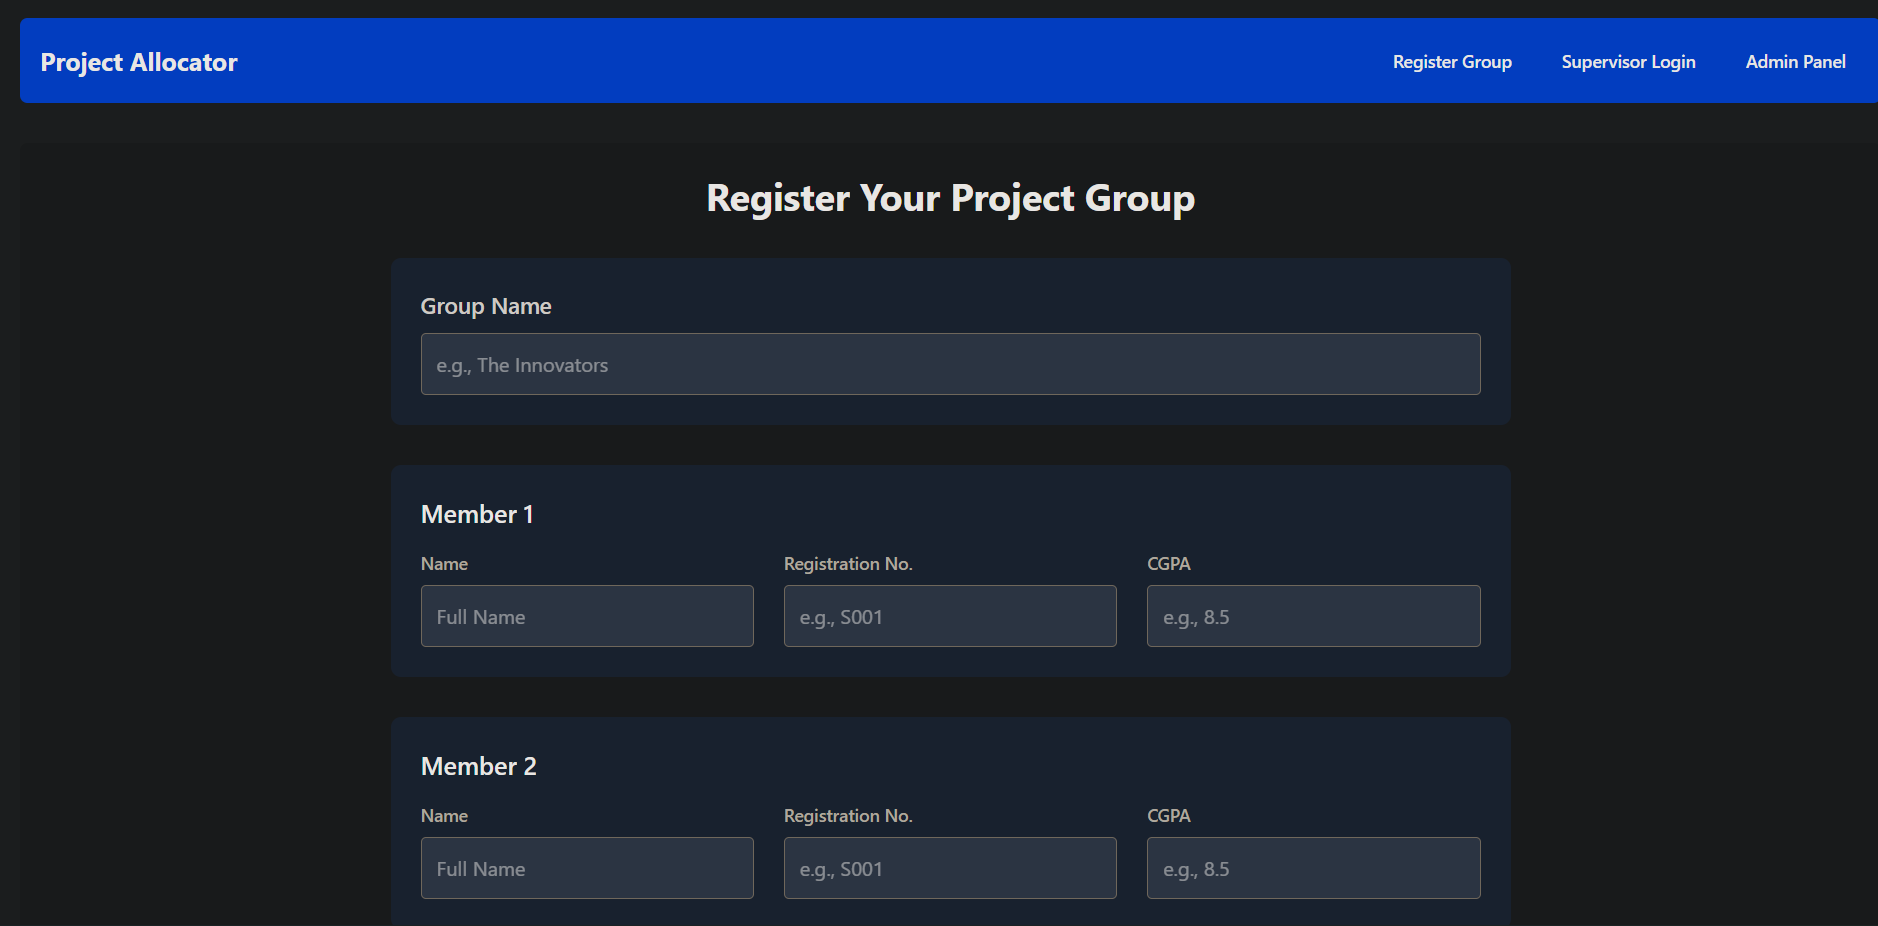 Project Allocator Register Group Supervisor Login Admin Panel
Register Your Project Group
Group Name
e.g., The Innovators
Member 1
Name Registration No. CGPA
Full Name e.g., S001 e.g., 8.5
Member 2
Name Registration No. CGPA
Full Name e.g., S001 e.g., 8.5